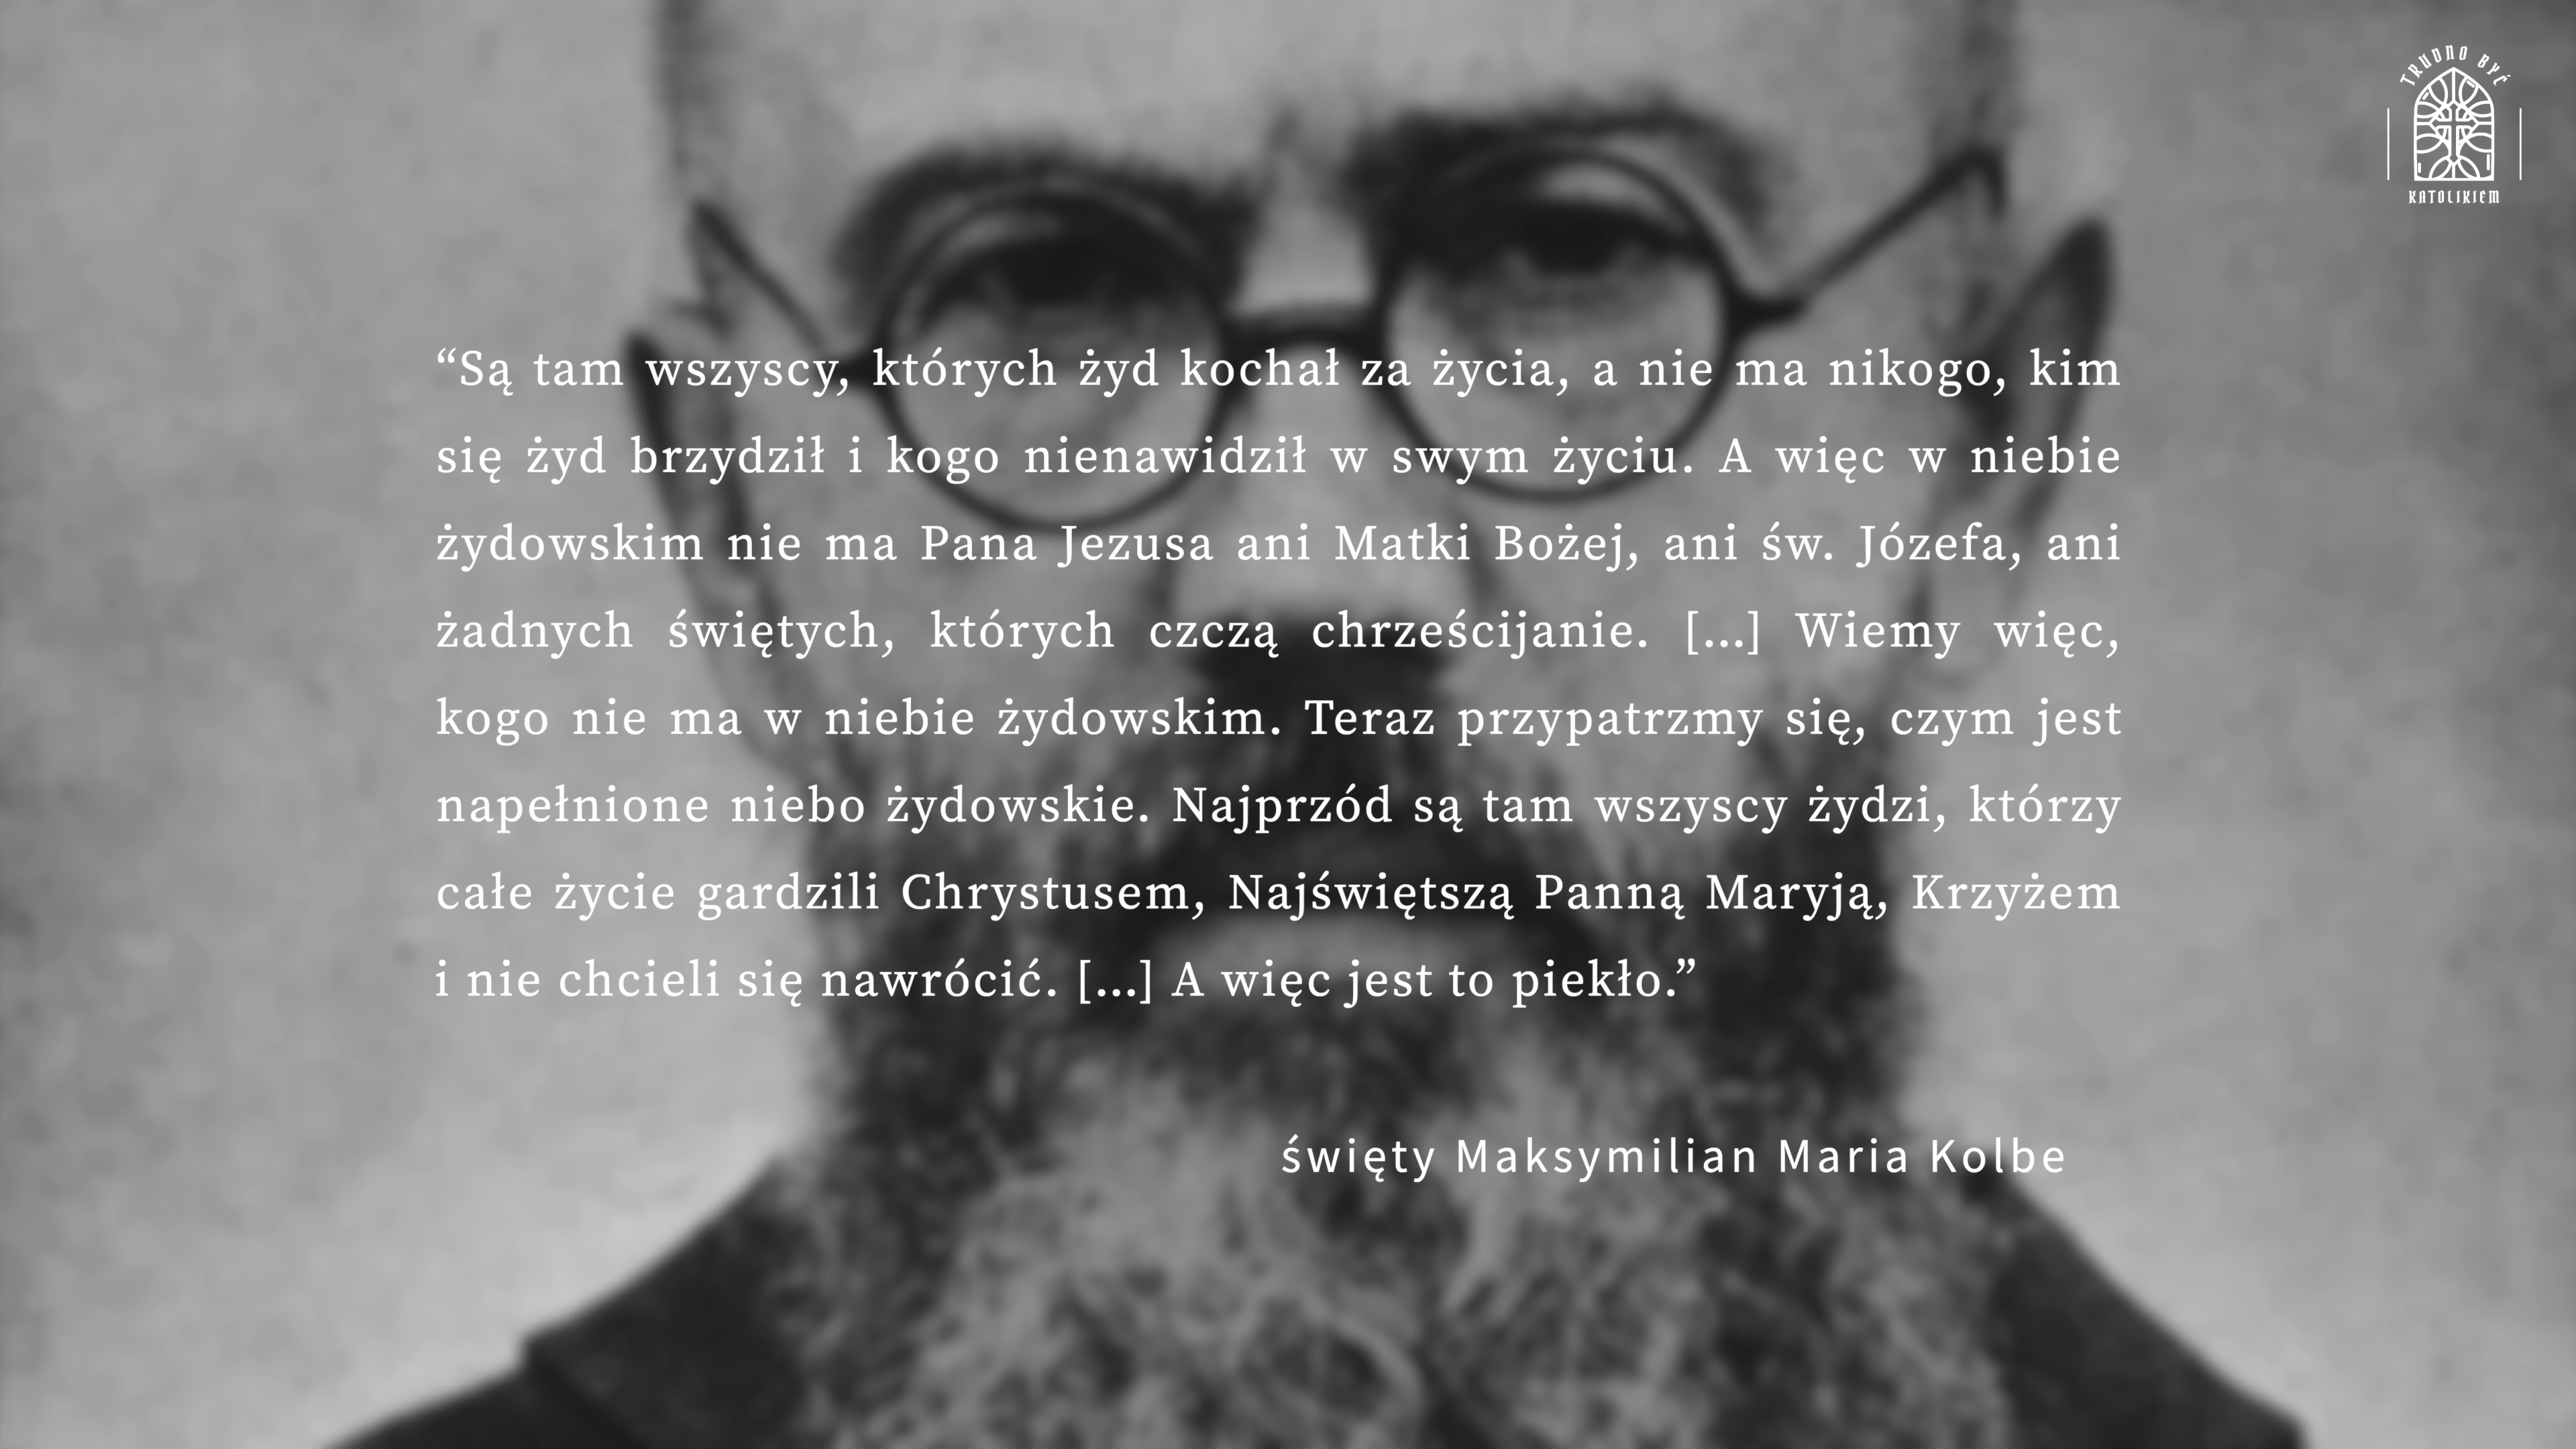 TRUDNO BYĆ
KATOLIKIEM
“Są tam wszyscy, których żyd kochał za życia, a nie ma nikogo, kim
się żyd brzydził i kogo nienawidził w swym życiu. A więc w niebie
żydowskim nie ma Pana Jezusa ani Matki Bożej, ani św. Józefa, ani
żadnych świętych, których czczą chrześcijanie. [...] Wiemy więc,
kogo nie ma w niebie żydowskim. Teraz przypatrzmy się, czym jest
napełnione niebo żydowskie. Najprzód są tam wszyscy żydzi, którzy
całe życie gardzili Chrystusem, Najświętszą Panną Maryją, Krzyżem
i nie chcieli się nawrócić. [...] A więc jest to piekło.”
święty Maksymilian Maria Kolbe